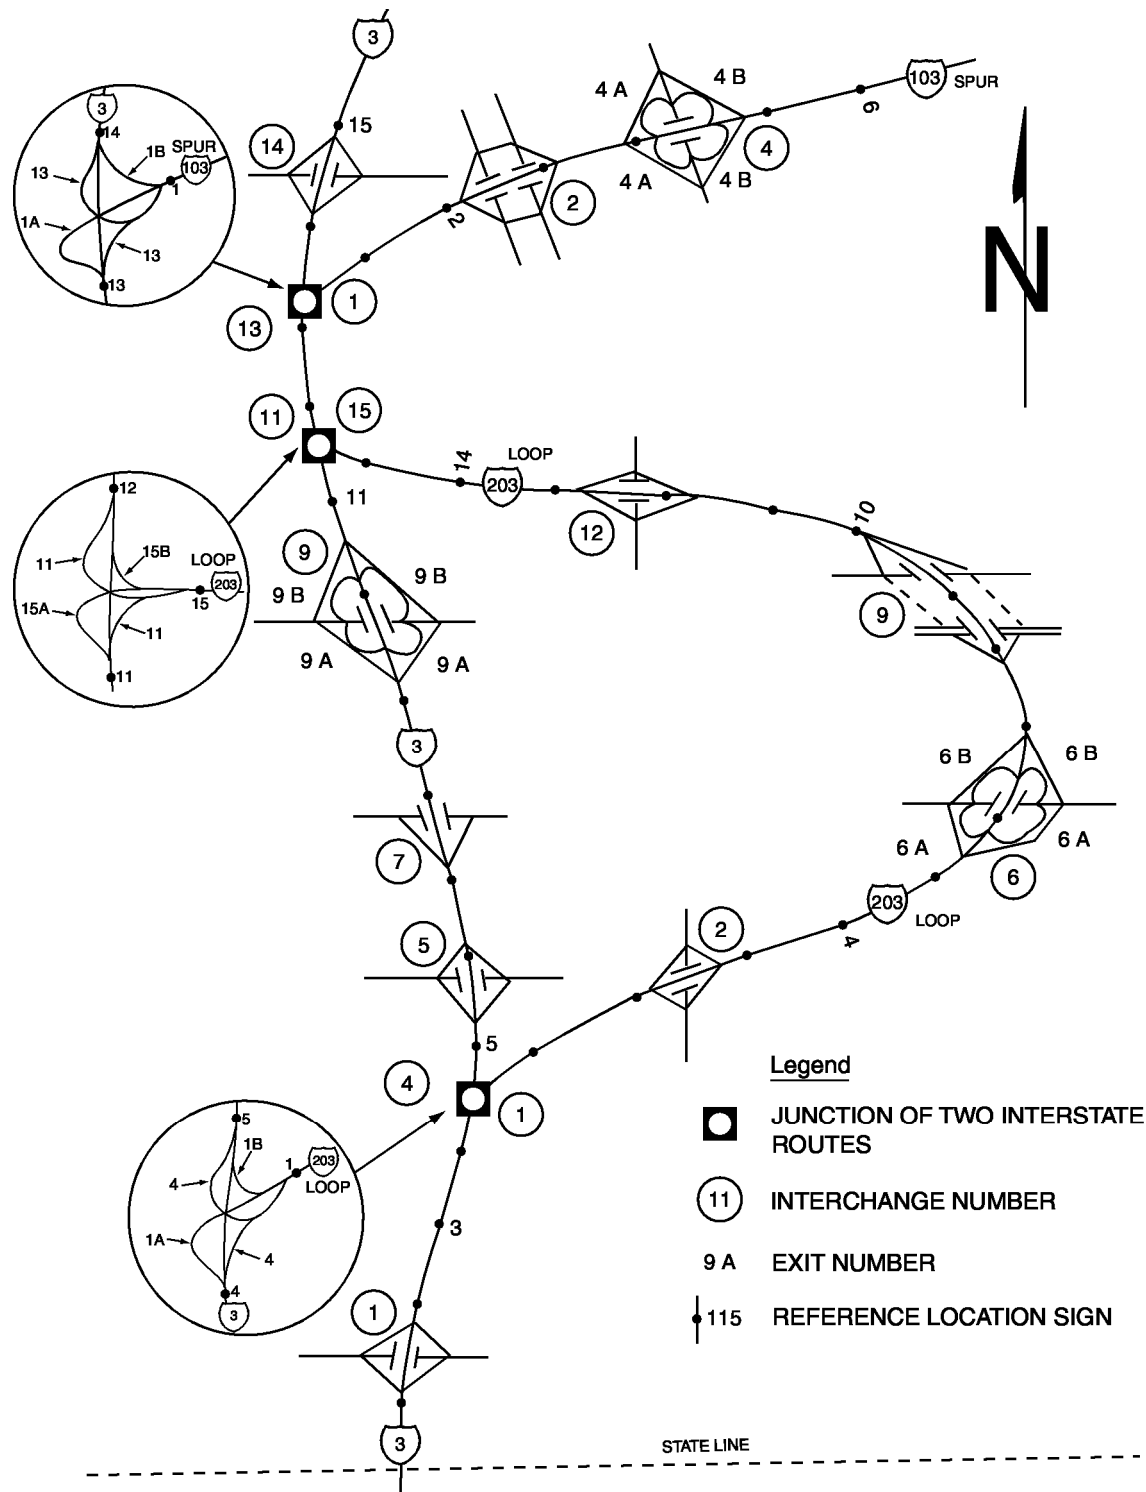 3
15
14
4 A
4 B
103
SPUR
6
4
4 A
4 B
2
2
3
14
13
1B
SPUR
103
1
1A
13
13
1
13
11
15
14
LOOP
203
12
10
9
N
12
11
15B
LOOP
203
15
15A
11
11
11
9
9 B
9 B
9 A
9 A
3
7
5
6 B
6 B
6 A
6 A
6
203
LOOP
4
2
5
4
1
5
1B
1
203
LOOP
4
1A
4
4
3
3
1
3
Legend
JUNCTION OF TWO INTERSTATE
ROUTES
11 INTERCHANGE NUMBER
9 A EXIT NUMBER
115 REFERENCE LOCATION SIGN
STATE LINE